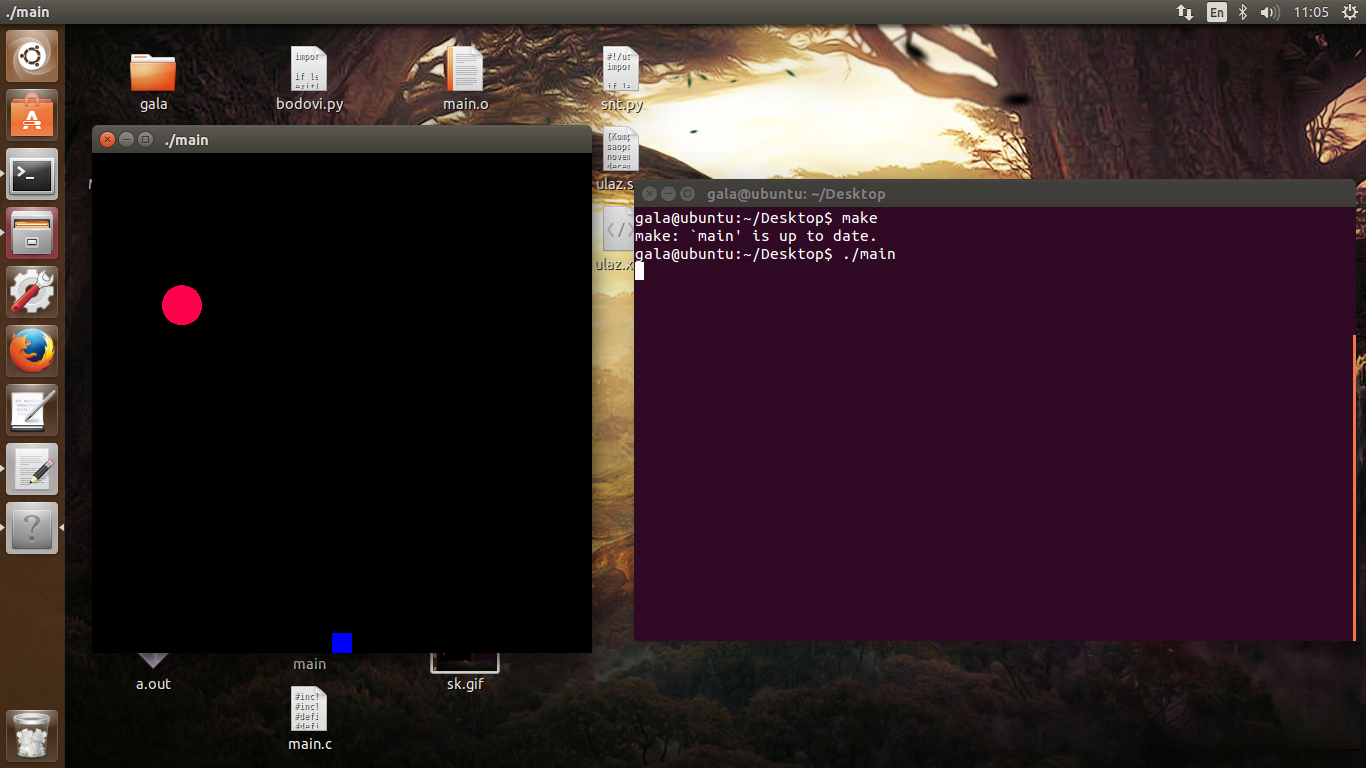 ./main
En
11:05
gala
bodovi.py
main.o
snt.py
./main
ulaz.s
gala@ubuntu: ~/Desktop
gala@ubuntu:~/Desktop$ make
make: `main' is up to date.
gala@ubuntu:~/Desktop$ ./main
ulaz.x
a.out
main
sk.gif
main.c